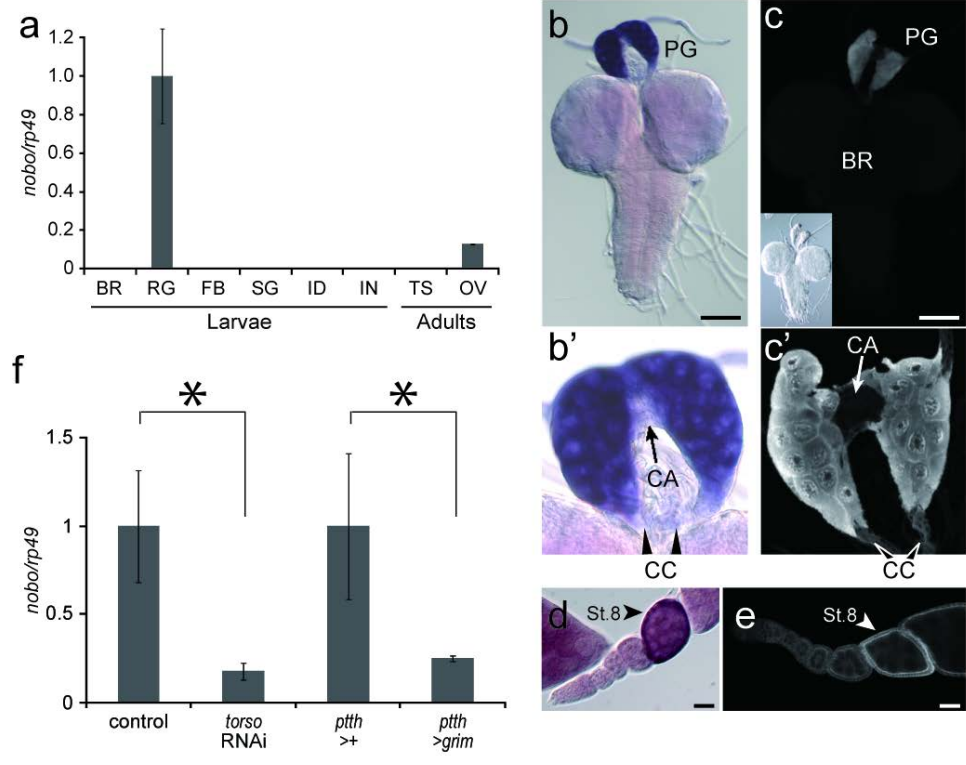 a
1.2
1
0.8
0.6
0.4
0.2
0
nobo/rp49
BR RG FB SG ID IN TS OV
Larvae Adults
b
PG
c
PG
BR
b’
CA
CC
c’
CA
CC
d
St.8
e
St.8
f
* *
1.5
1
0.5
0
nobo/rp49
control torso ptth ptth
RNAi >+ >grim